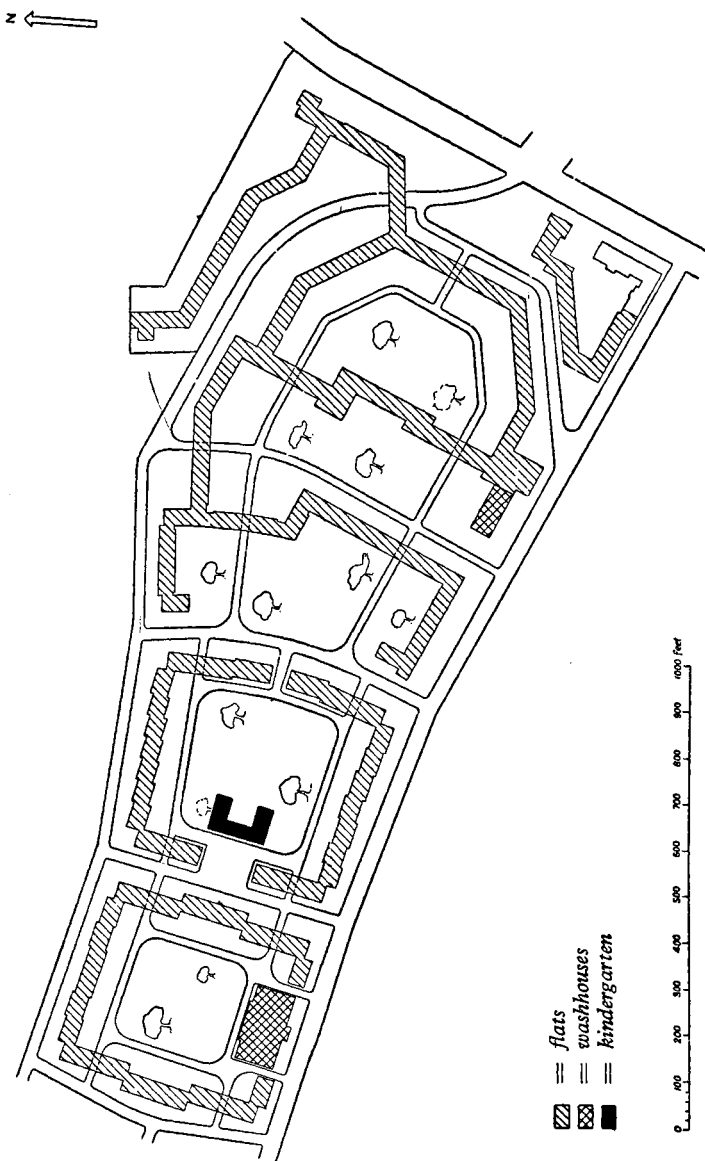 N
= flats
= washhouses
= kindergarten
0 100 200 300 400 500 600 700 800 900 1000 feet